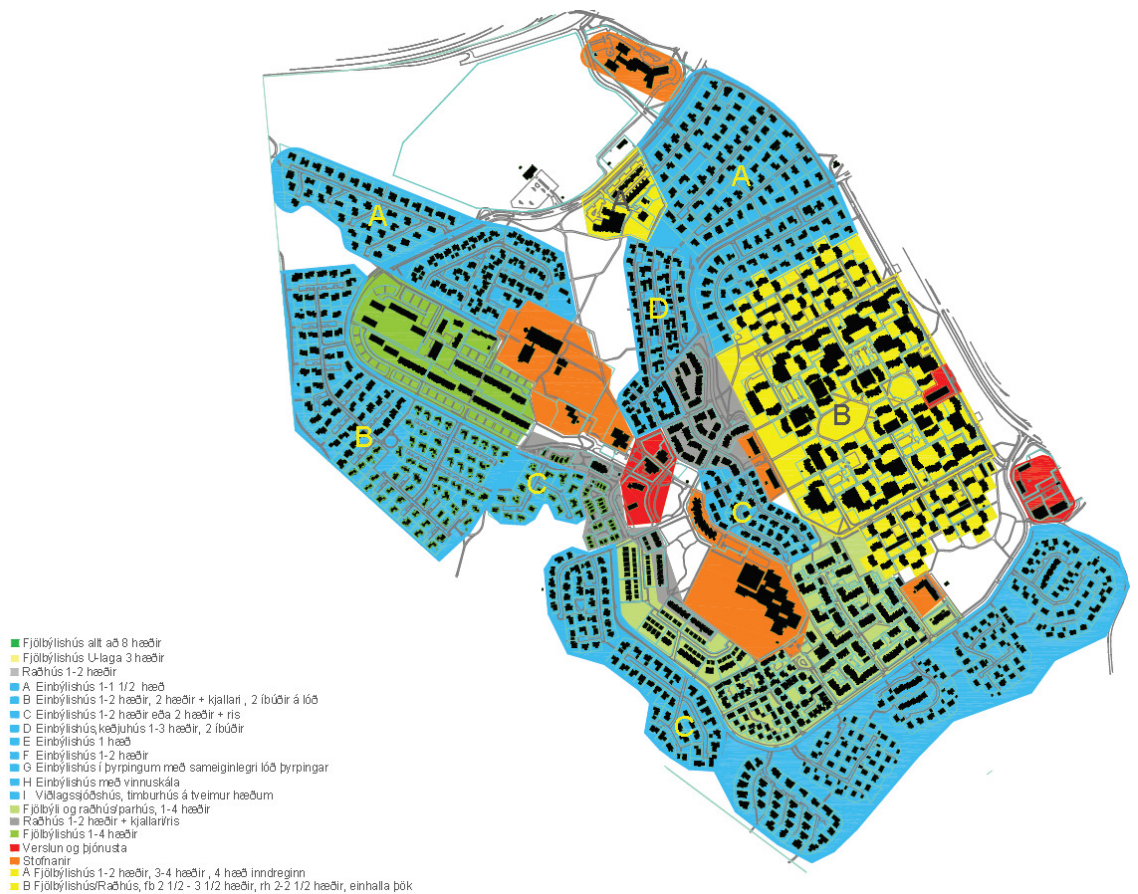 A
A
A
D
B
B
C
C
C
Fjölbýlishús allt að 8 hæðir
Fjölbýlishús U-laga 3 hæðir
Raðhús 1-2 hæðir
A Einbýlishús 1-1 1/2 hæð
B Einbýlishús 1-2 hæðir, 2 hæðir + kjallari , 2 íbúðir á lóð
C Einbýlishús 1-2 hæðir eða 2 hæðir + ris
D Einbýlishús, keðjuhús 1-3 hæðir, 2 íbúðir
E Einbýlishús 1 hæð
F Einbýlishús 1-2 hæðir
G Einbýlishús í þyrpingum með sameiginlegri lóð þyrpingar
H Einbýlishús með vinnuskála
I Viðlagssjóðshús, timburhús á tveimur hæðum
Fjölbýli og raðhús/parhús, 1-4 hæðir
Raðhús 1-2 hæðir + kjallari/ris
Fjölbýlishús 1-4 hæðir
Verslun og þjónusta
Stofnanir
A Fjölbýlishús 1-2 hæðir, 3-4 hæðir , 4 hæð inndreginn
B Fjölbýlishús/Raðhús, fb 2 1/2 - 3 1/2 hæðir, rh 2-2 1/2 hæðir, einhalla þök